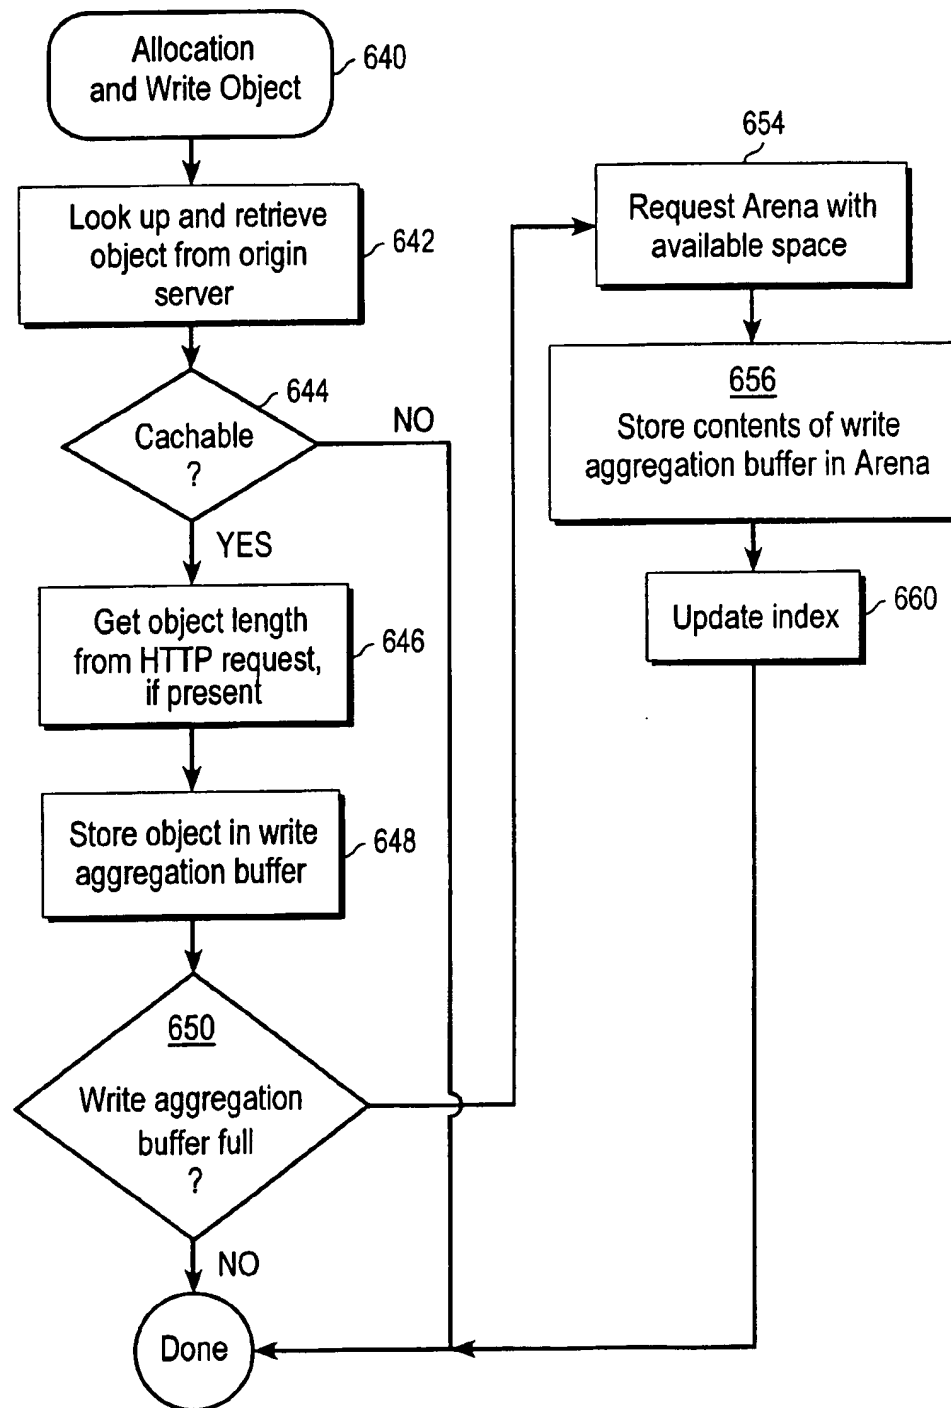 Allocation
and Write Object
640
Look up and retrieve
object from origin
server
642
Cachable
?
644
NO
YES
Get object length
from HTTP request,
if present
646
Store object in write
aggregation buffer
648
650
Write aggregation
buffer full
?
NO
Done
654
Request Arena with
available space
656
Store contents of write
aggregation buffer in Arena
Update index
660